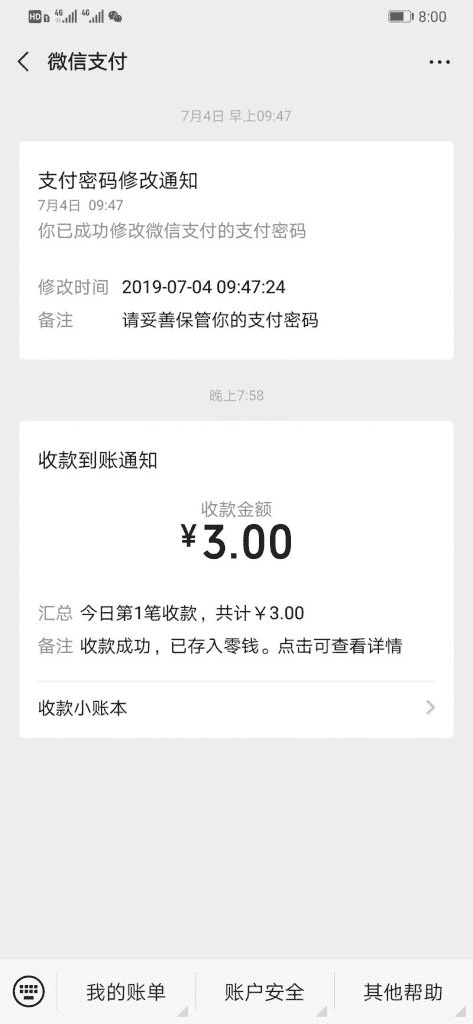 HD 4G 4G 8:00
微信支付
7月4日 早上09:47
支付密码修改通知
7月4日 09:47
你已成功修改微信支付的支付密码
修改时间 2019-07-04 09:47:24
备注 请妥善保管你的支付密码
晚上7:58
收款到账通知
收款金额
¥3.00
汇总 今日第1笔收款，共计￥3.00
备注 收款成功，已存入零钱。点击可查看详情
收款小账本
我的账单 账户安全 其他帮助